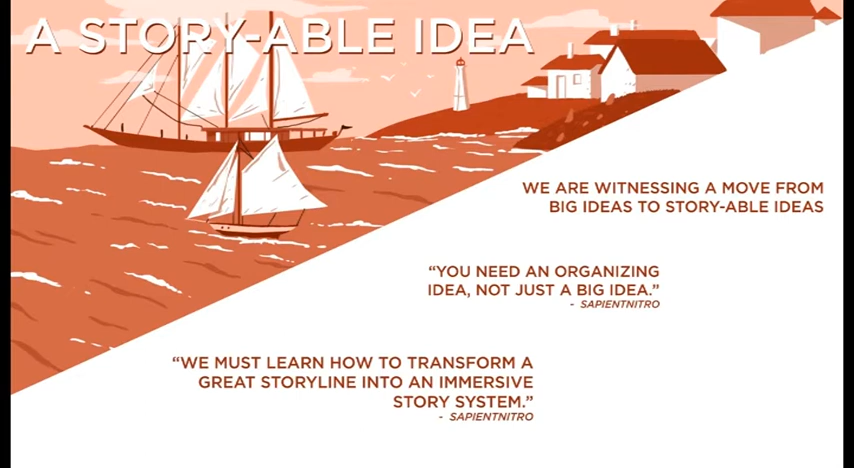 A STORY-ABLE IDEA
WE ARE WITNESSING A MOVE FROM
BIG IDEAS TO STORY-ABLE IDEAS
“YOU NEED AN ORGANIZING
IDEA, NOT JUST A BIG IDEA.”
- SAPIENTNITRO
“WE MUST LEARN HOW TO TRANSFORM A
GREAT STORYLINE INTO AN IMMERSIVE
STORY SYSTEM.”
- SAPIENTNITRO